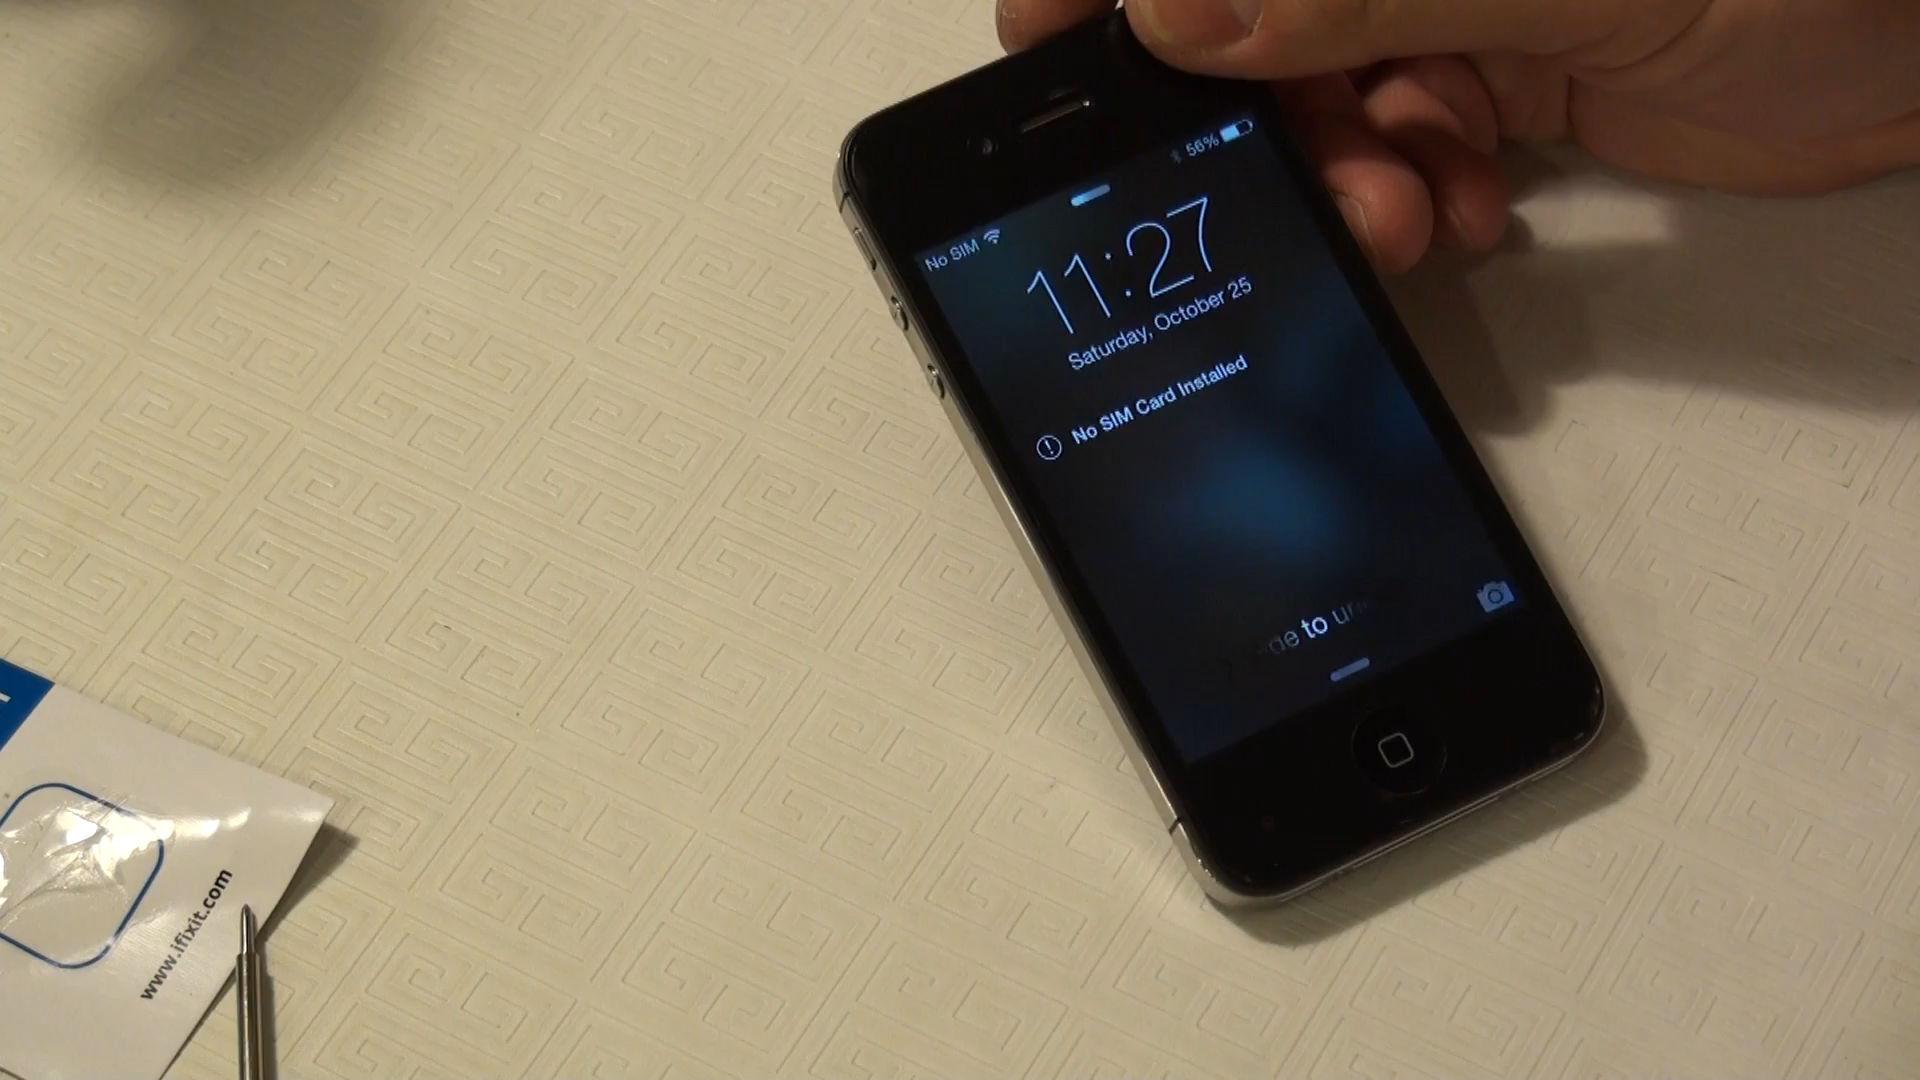 56%
No SIM
11:27
Saturday, October 25
No SIM Card Installed
to
www.ifixit.com